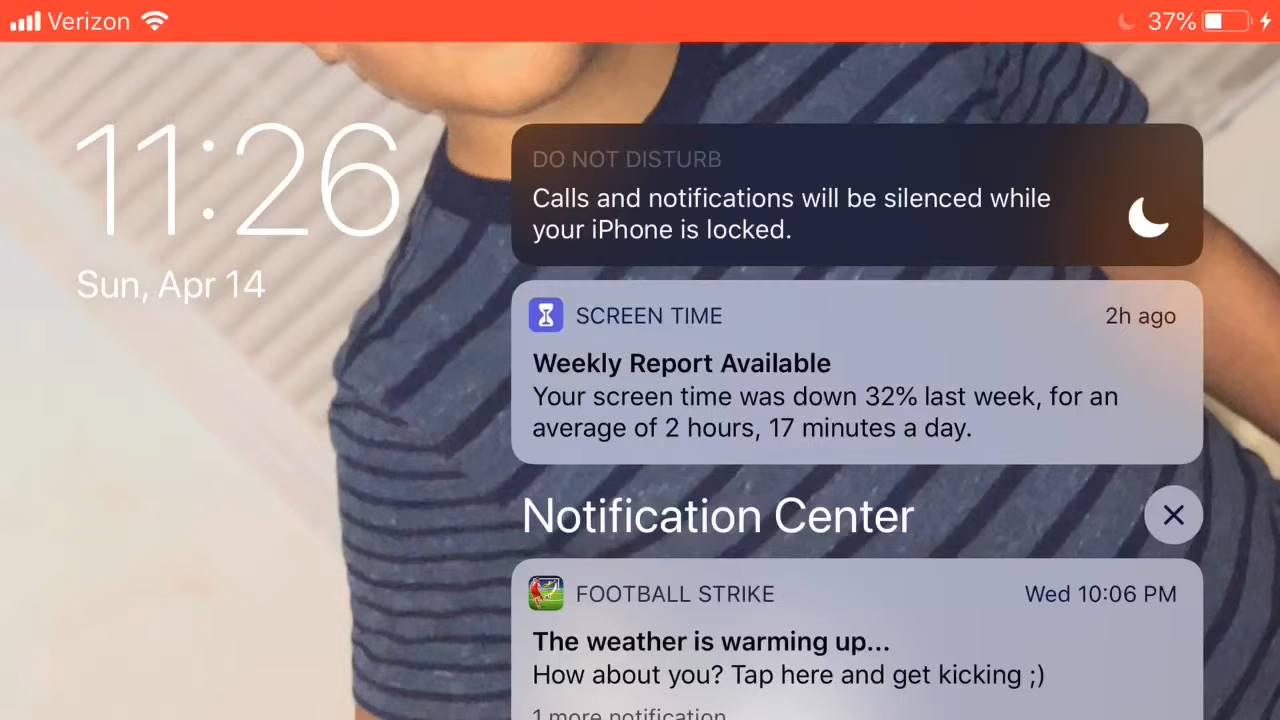 Verizon
37%
11:26
Sun, Apr 14
DO NOT DISTURB
Calls and notifications will be silenced while
your iPhone is locked.
SCREEN TIME
2h ago
Weekly Report Available
Your screen time was down 32% last week, for an
average of 2 hours, 17 minutes a day.
Notification Center
FOOTBALL STRIKE
Wed 10:06 PM
The weather is warming up...
How about you? Tap here and get kicking ;)
1 more notification